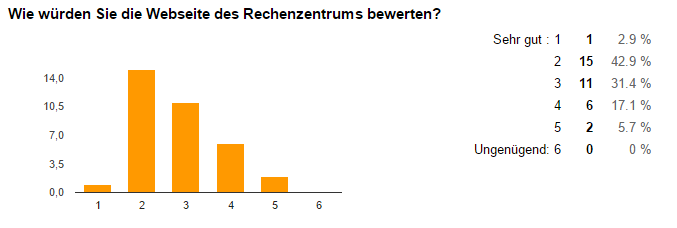 Wie würden Sie die Webseite des Rechenzentrums bewerten?
Sehr gut : 1 1 2.9 %
2 15 42.9 %
3 11 31.4 %
4 6 17.1 %
5 2 5.7 %
Ungenügend: 6 0 0 %
14,0
10,5
7,0
3,5
0,0
1 2 3 4 5 6